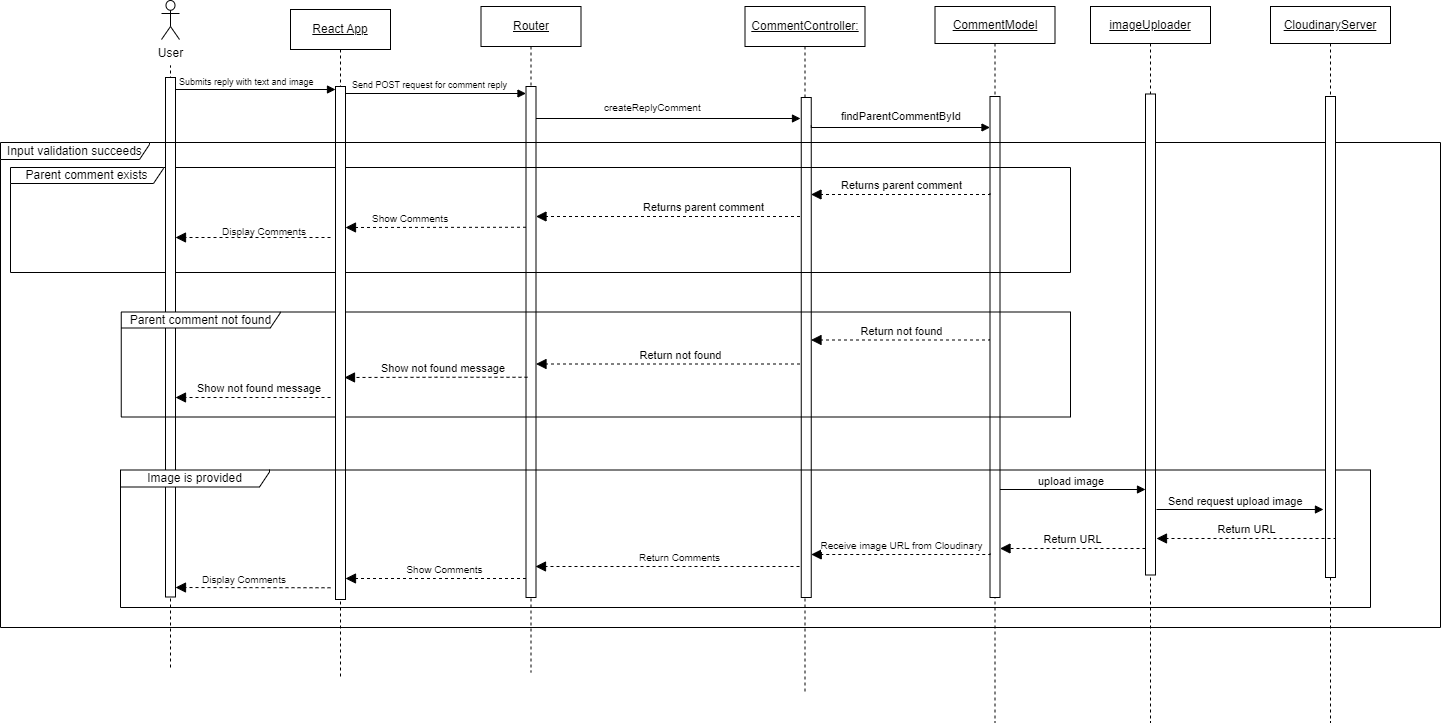 User
React App
Router
CommentController:
CommentModel
imageUploader
CloudinaryServer
Submits reply with text and image
Send POST request for comment reply
createReplyComment
findParentCommentById
Input validation succeeds
Parent comment exists
Returns parent comment
Returns parent comment
Show Comments
Display Comments
Parent comment not found
Return not found
Return not found
Show not found message
Show not found message
Image is provided
upload image
Send request upload image
Return URL
Return URL
Receive image URL from Cloudinary
Return Comments
Show Comments
Display Comments